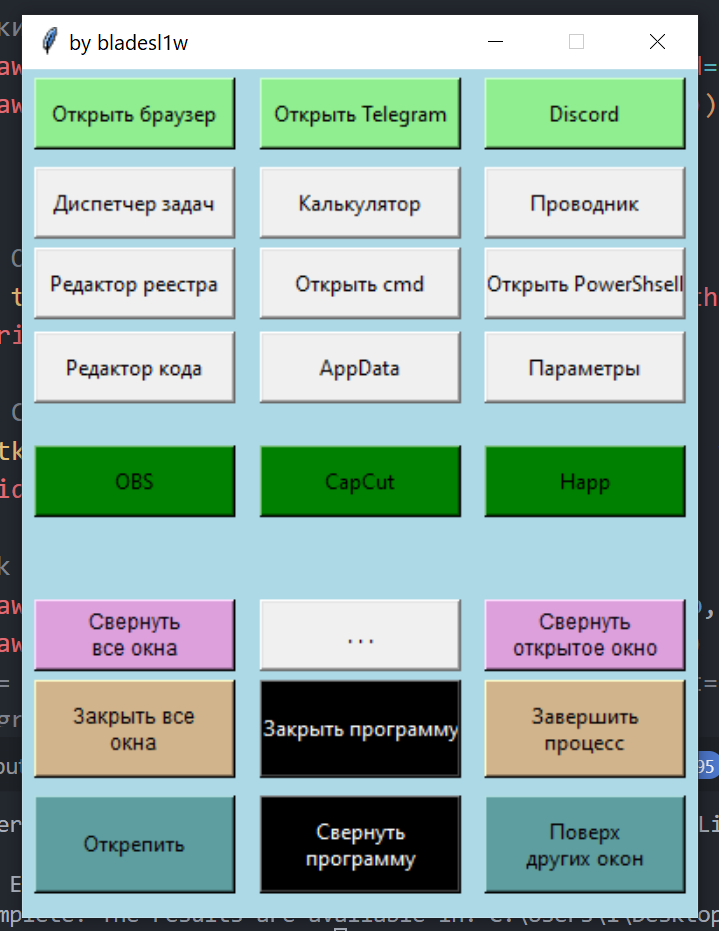 by bladesl1w
Открыть браузер
Открыть Telegram
Discord
Диспетчер задач
Калькулятор
Проводник
Редактор реестра
Открыть cmd
Открыть PowerShsell
Редактор кода
AppData
Параметры
OBS
CapCut
Happ
Свернуть
все окна
...
Свернуть
открытое окно
Закрыть все
окна
Закрыть программу
Завершить
процесс
Открепить
Свернуть
программу
Поверх
других окон